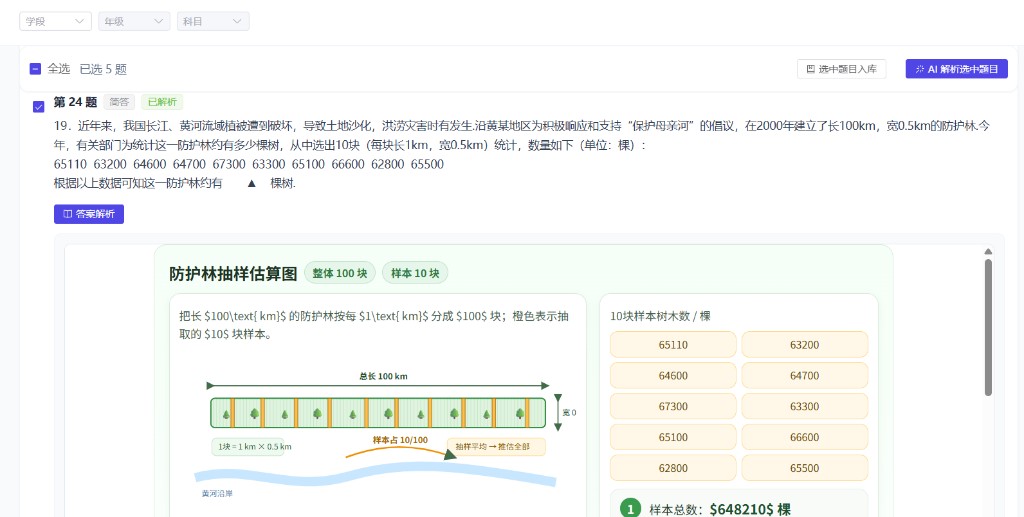 学段 年级 科目
全选 已选 5 题 选中题目入库 AI 解析选中题目
第 24 题 简答 已解析
19．近年来，我国长江、黄河流域植被遭到破坏，导致土地沙化，洪涝灾害时有发生.沿黄某地区为积极响应和支持“保护母亲河”的倡议，在2000年建立了长100km，宽0.5km的防护林.今
年，有关部门为统计这一防护林约有多少棵树，从中选出10块（每块长1km，宽0.5km）统计，数量如下（单位：棵）：
65110 63200 64600 64700 67300 63300 65100 66600 62800 65500
根据以上数据可知这一防护林约有 ▲ 棵树.
答案解析
防护林抽样估算图 整体 100 块 样本 10 块
把长 $100\text{ km}$ 的防护林按每 $1\text{ km}$ 分成 $100$ 块；橙色表示抽
取的 $10$ 块样本。
总长 100 km
宽 0
样本占 10/100
1块 = 1 km × 0.5 km
抽样平均 → 推估全部
黄河沿岸
10块样本树木数 / 棵
65110 63200
64600 64700
67300 63300
65100 66600
62800 65500
1 样本总数：$648210$ 棵